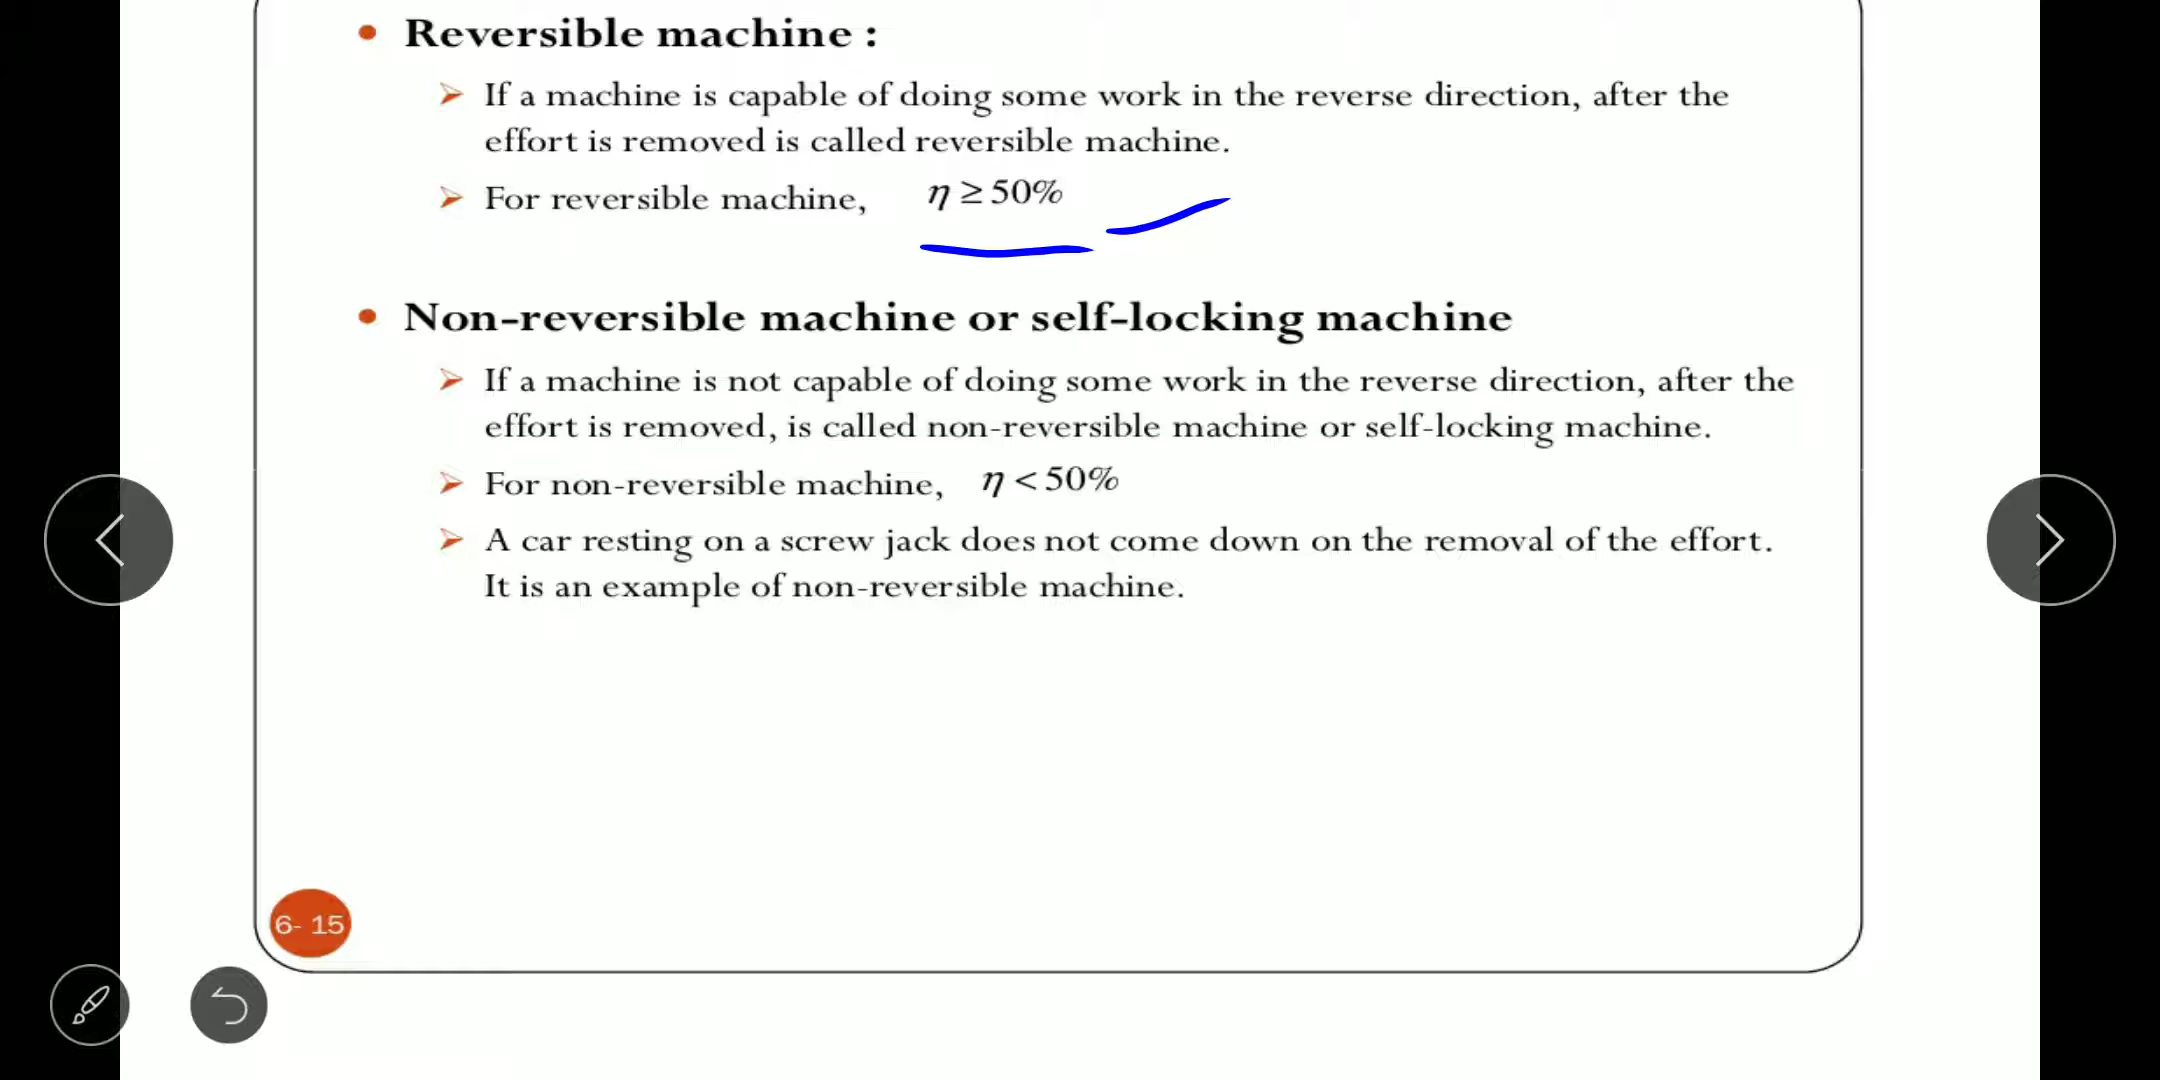 • Reversible machine :
➢ If a machine is capable of doing some work in the reverse direction, after the
effort is removed is called reversible machine.
➢ For reversible machine, η ≥ 50%
• Non-reversible machine or self-locking machine
➢ If a machine is not capable of doing some work in the reverse direction, after the
effort is removed, is called non-reversible machine or self-locking machine.
➢ For non-reversible machine, η < 50%
➢ A car resting on a screw jack does not come down on the removal of the effort.
It is an example of non-reversible machine.
6- 15